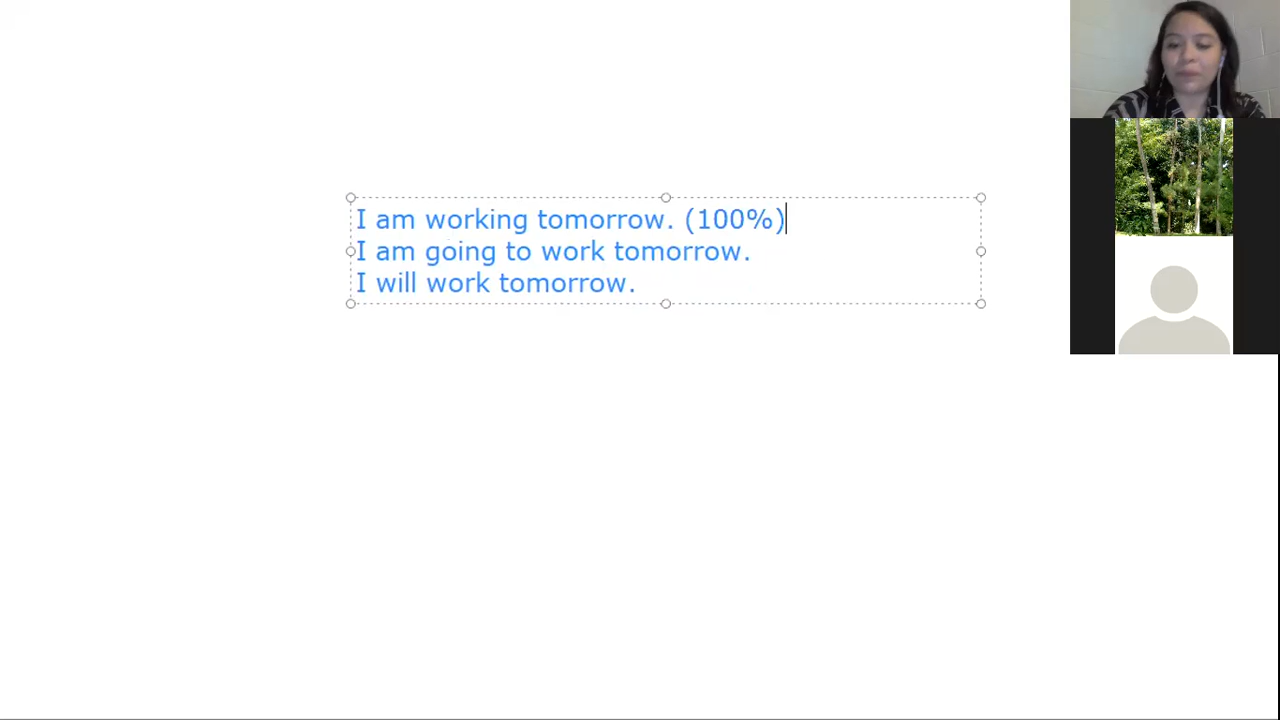 I am working tomorrow. (100%)
I am going to work tomorrow.
I will work tomorrow.